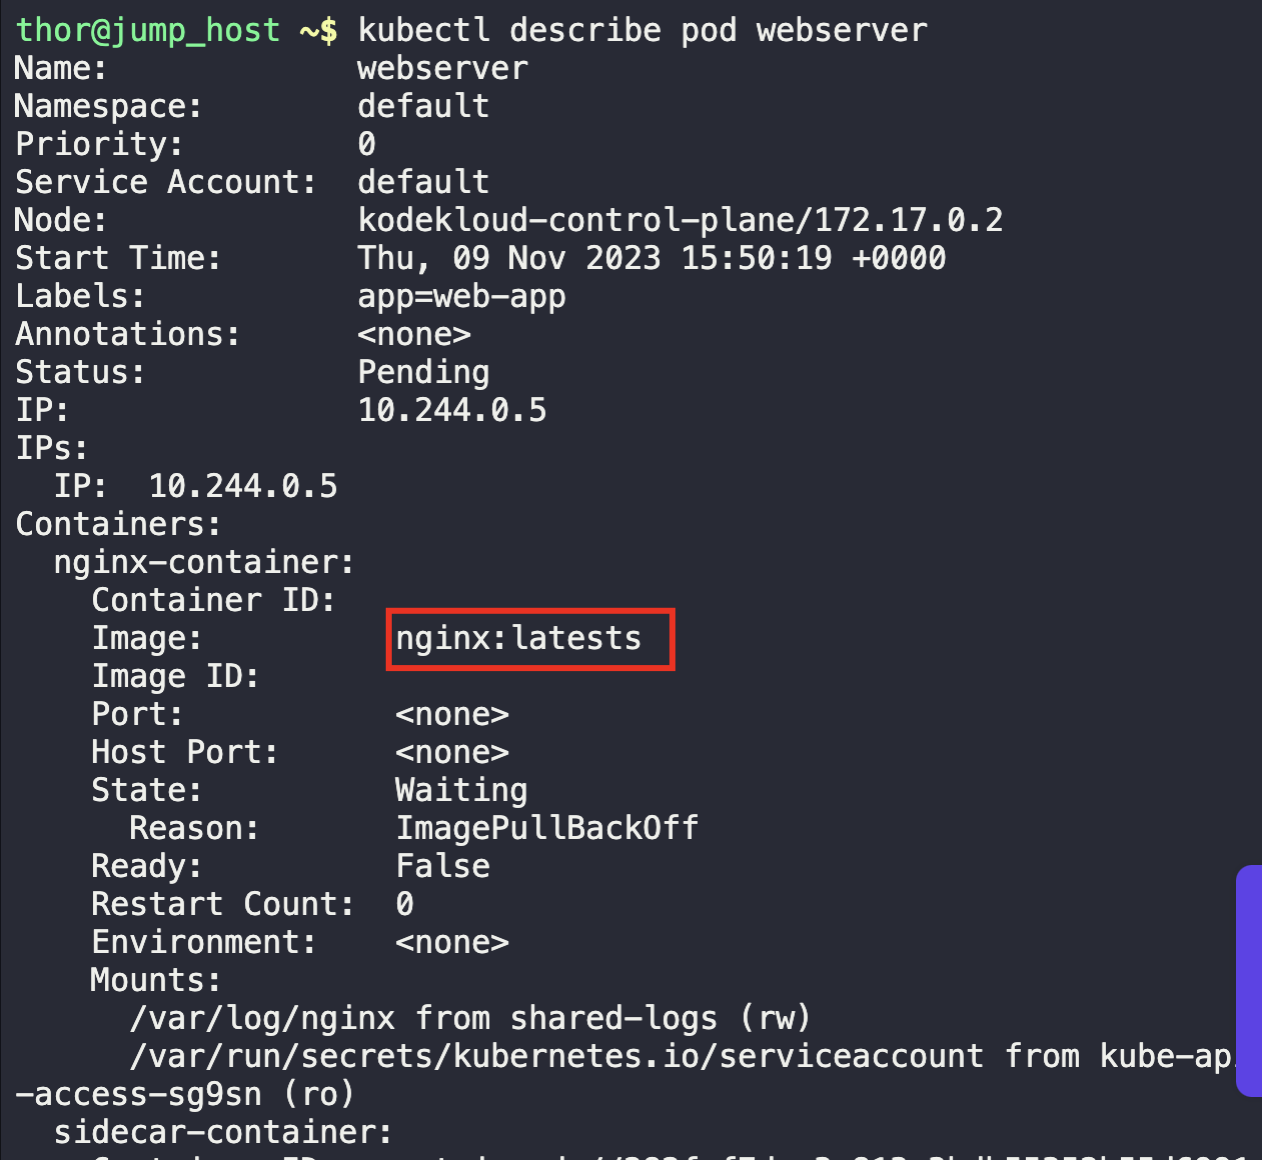 thor@jump_host ~$ kubectl describe pod webserver
Name:             webserver
Namespace:        default
Priority:         0
Service Account:  default
Node:             kodekloud-control-plane/172.17.0.2
Start Time:       Thu, 09 Nov 2023 15:50:19 +0000
Labels:           app=web-app
Annotations:      <none>
Status:           Pending
IP:               10.244.0.5
IPs:
  IP:  10.244.0.5
Containers:
  nginx-container:
    Container ID:
    Image:          nginx:latests
    Image ID:
    Port:           <none>
    Host Port:      <none>
    State:          Waiting
      Reason:       ImagePullBackOff
    Ready:          False
    Restart Count:  0
    Environment:    <none>
    Mounts:
      /var/log/nginx from shared-logs (rw)
      /var/run/secrets/kubernetes.io/serviceaccount from kube-ap
-access-sg9sn (ro)
  sidecar-container: